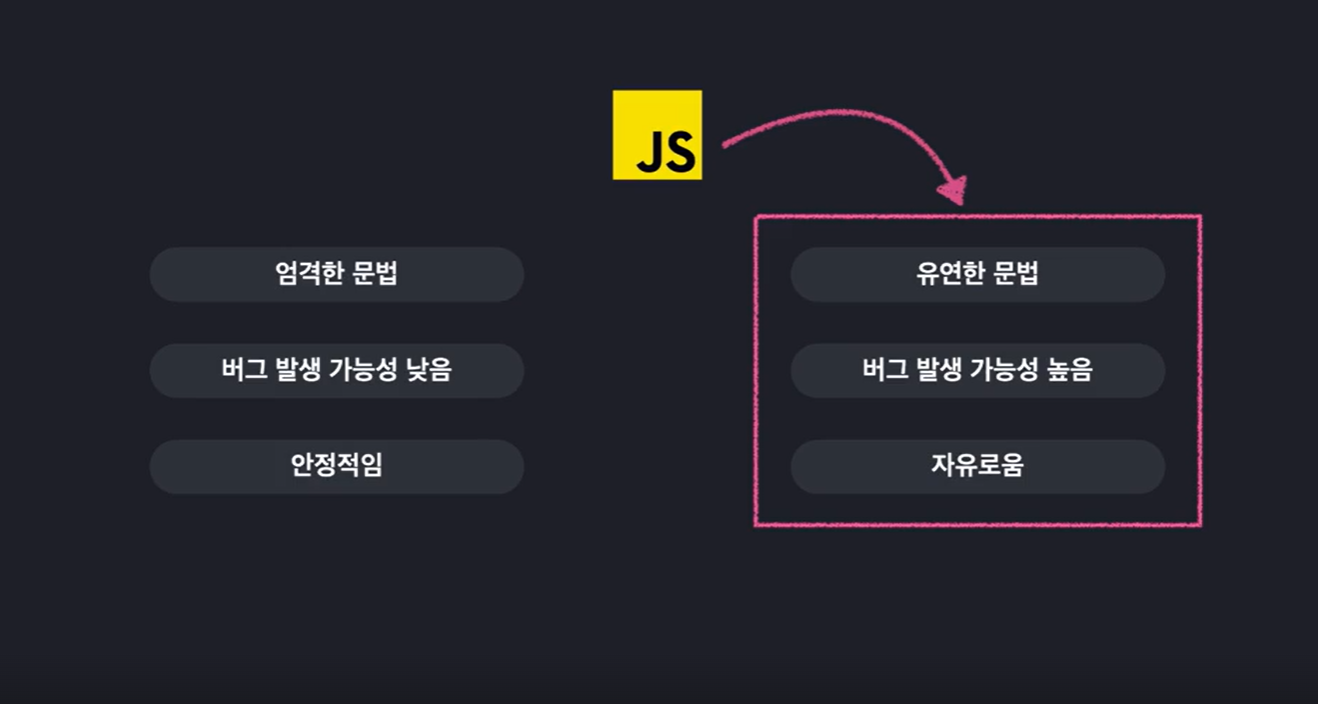 JS
엄격한 문법
유연한 문법
버그 발생 가능성 낮음
버그 발생 가능성 높음
안정적임
자유로움